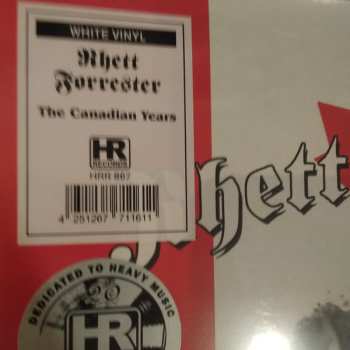 WHITE VINYL
Rhett
Forrester
The Canadian Years
HR
RECORDS
HRR 867
4 251267 711611
Rhett
DEDICATED TO HEAVY MUSIC
HR